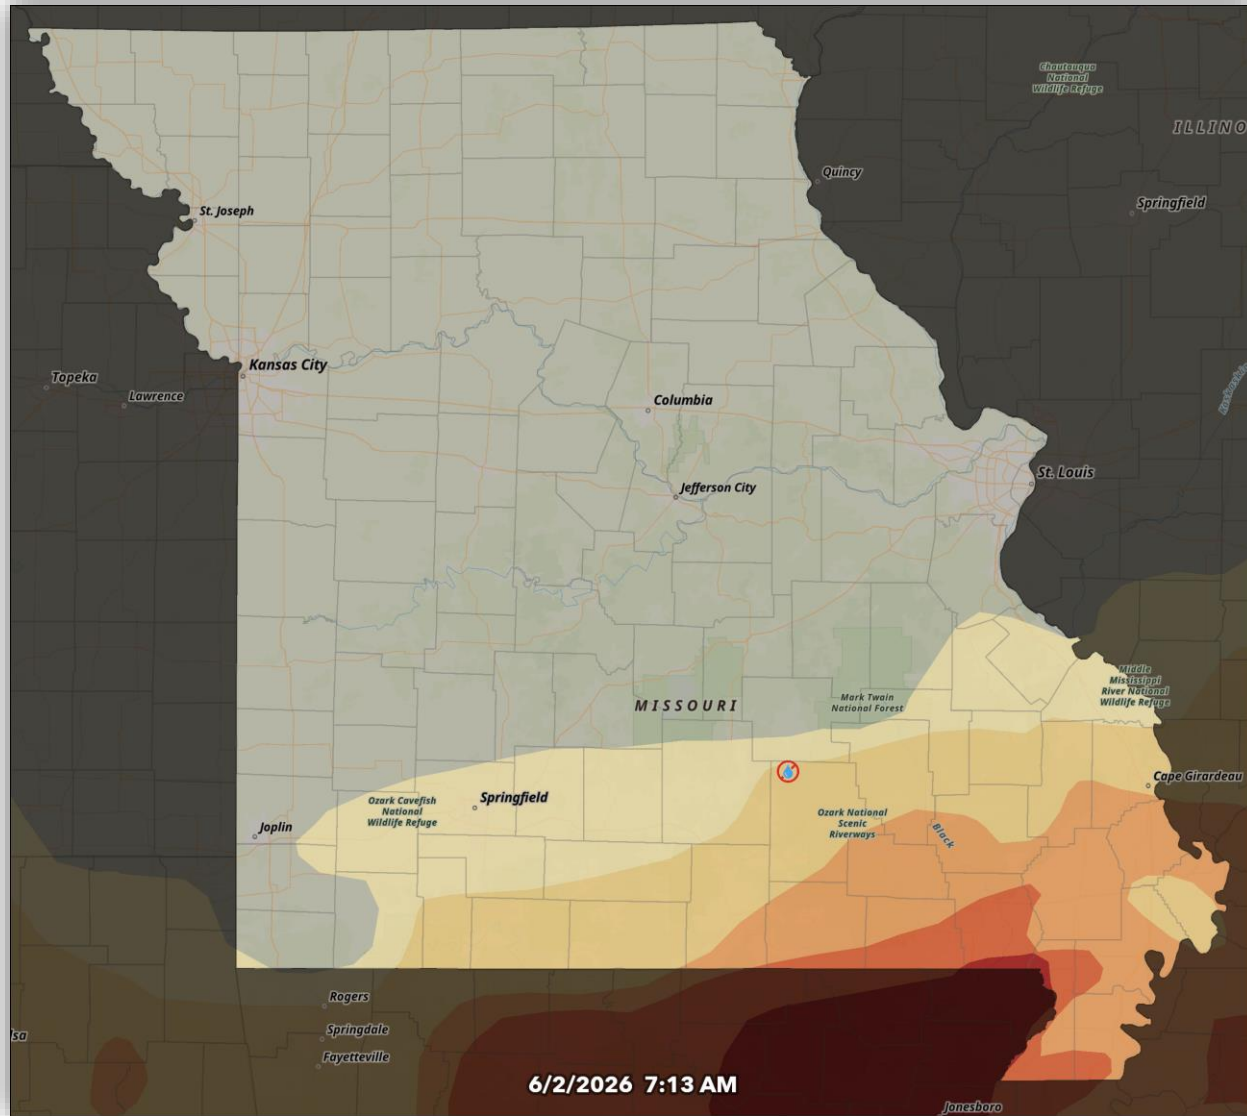 Chautauqua
National
Wildlife Refuge
ILLINO
Quincy
Springfield
St. Joseph
Kansas City
Topeka
Lawrence
Columbia
Kaskaskia
St. Louis
Jefferson City
Middle
Mississippi
River National
Wildlife Refuge
MISSOURI
Mark Twain
National Forest
Cape Girardeau
Ozark Cavefish
National
Wildlife Refuge
Springfield
Joplin
Ozark National
Scenic
Riverways
Black
Rogers
lsa
Springdale
Fayetteville
6/2/2026 7:13 AM
Jonesboro